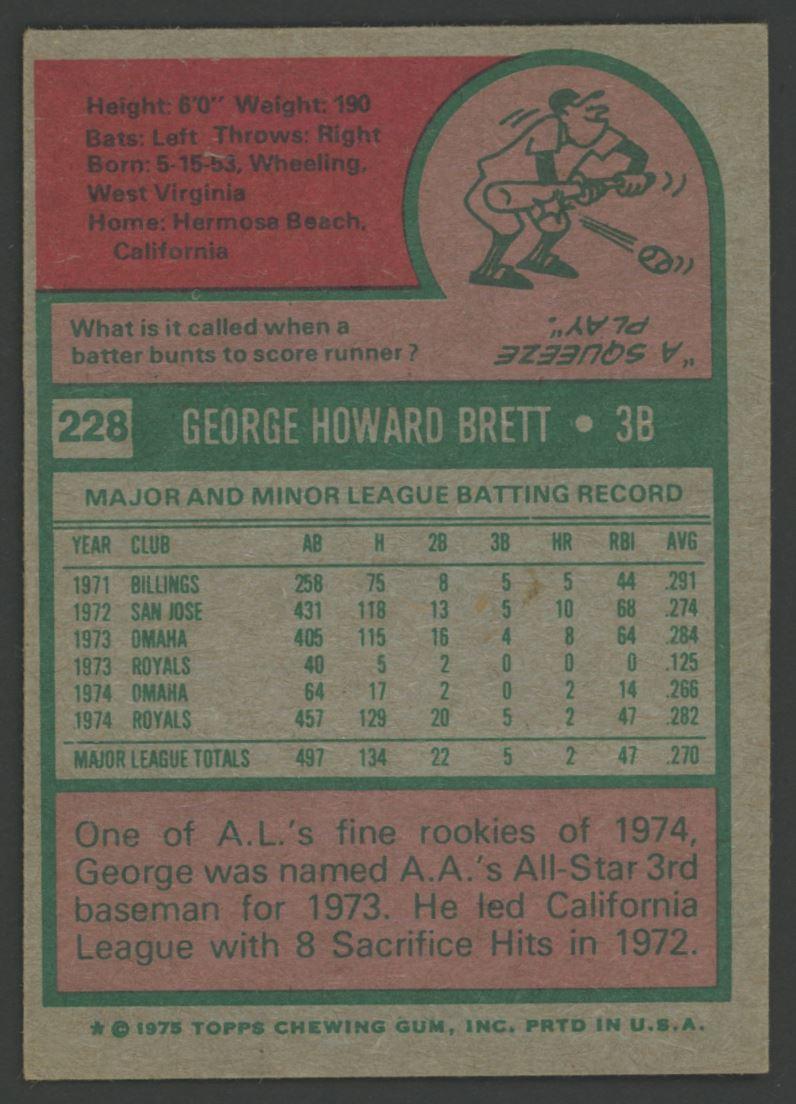 Height: 6'0" Weight: 190
Bats: Left Throws: Right
Born: 5-15-53, Wheeling,
West Virginia
Home: Hermosa Beach,
California
What is it called when a
batter bunts to score runner?
"A SQUEEZE
PLAY".
228 GEORGE HOWARD BRETT • 3B
MAJOR AND MINOR LEAGUE BATTING RECORD
YEAR CLUB AB H 2B 3B HR RBI AVG
1971 BILLINGS 258 75 8 5 5 44 .291
1972 SAN JOSE 431 118 13 5 10 68 .274
1973 OMAHA 405 115 16 4 8 64 .284
1973 ROYALS 40 5 2 0 0 0 .125
1974 OMAHA 64 17 2 0 2 14 .266
1974 ROYALS 457 129 20 5 2 47 .282
MAJOR LEAGUE TOTALS 497 134 22 5 2 47 .270
One of A.L.'s fine rookies of 1974,
George was named A.A.'s All-Star 3rd
baseman for 1973. He led California
League with 8 Sacrifice Hits in 1972.
★ © 1975 TOPPS CHEWING GUM, INC. PRTD IN U.S.A.